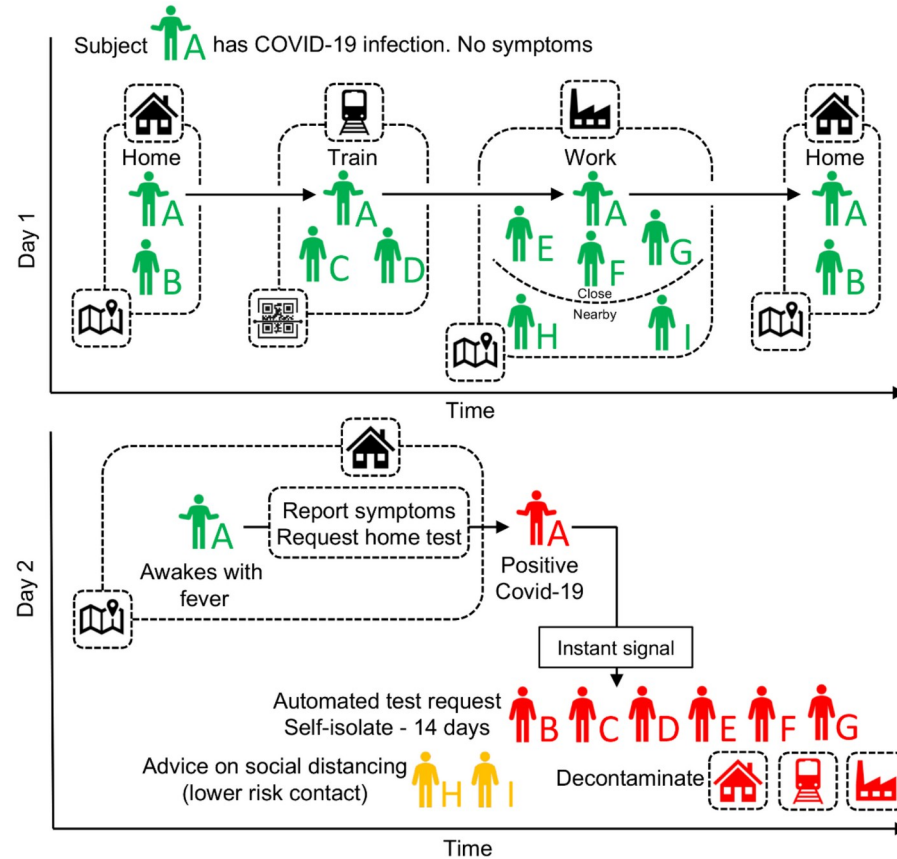 Subject A has COVID-19 infection. No symptoms
Home
Train
Work
Home
A
A
A
A
B
C
D
E
F
G
B
Close
Nearby
H
I
Day 1
Time
A
Report symptoms
Request home test
A
Awakes with
fever
Positive
Covid-19
Day 2
Instant signal
Automated test request
Self-isolate - 14 days
B C D E F G
Advice on social distancing
(lower risk contact)
H I
Decontaminate
Time